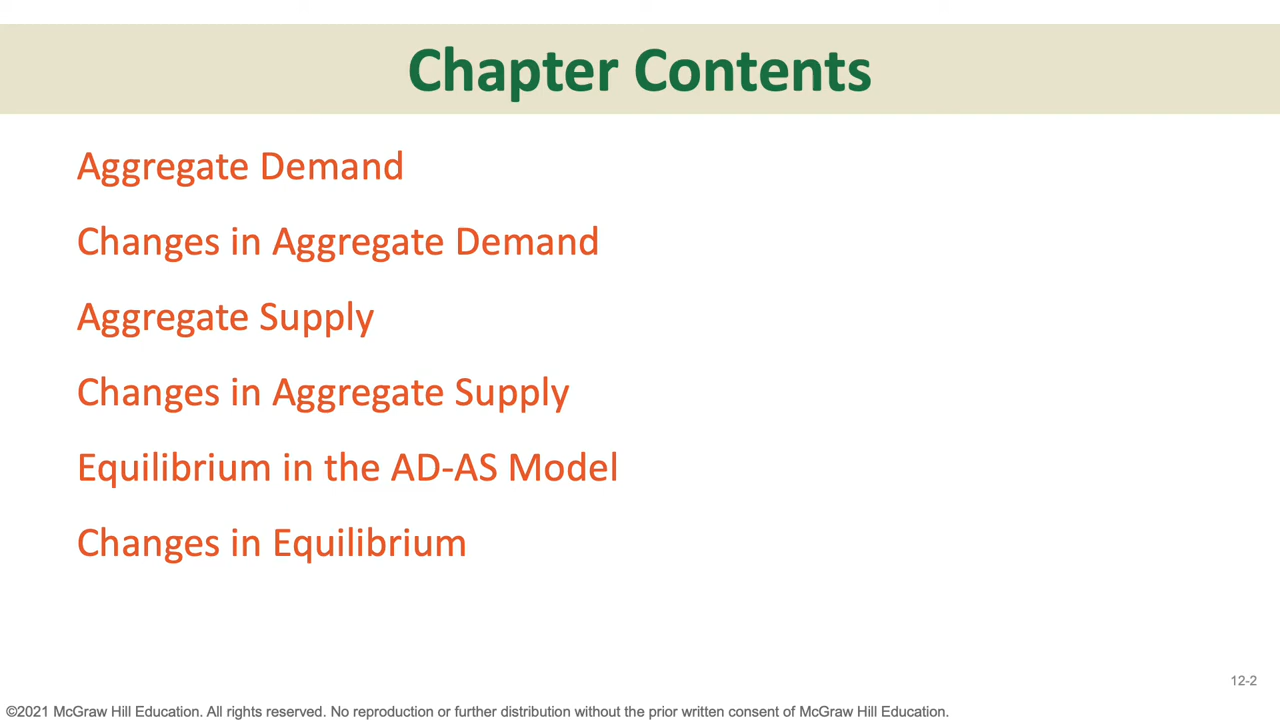 Chapter Contents
Aggregate Demand
Changes in Aggregate Demand
Aggregate Supply
Changes in Aggregate Supply
Equilibrium in the AD-AS Model
Changes in Equilibrium
12-2
©2021 McGraw Hill Education. All rights reserved. No reproduction or further distribution without the prior written consent of McGraw Hill Education.